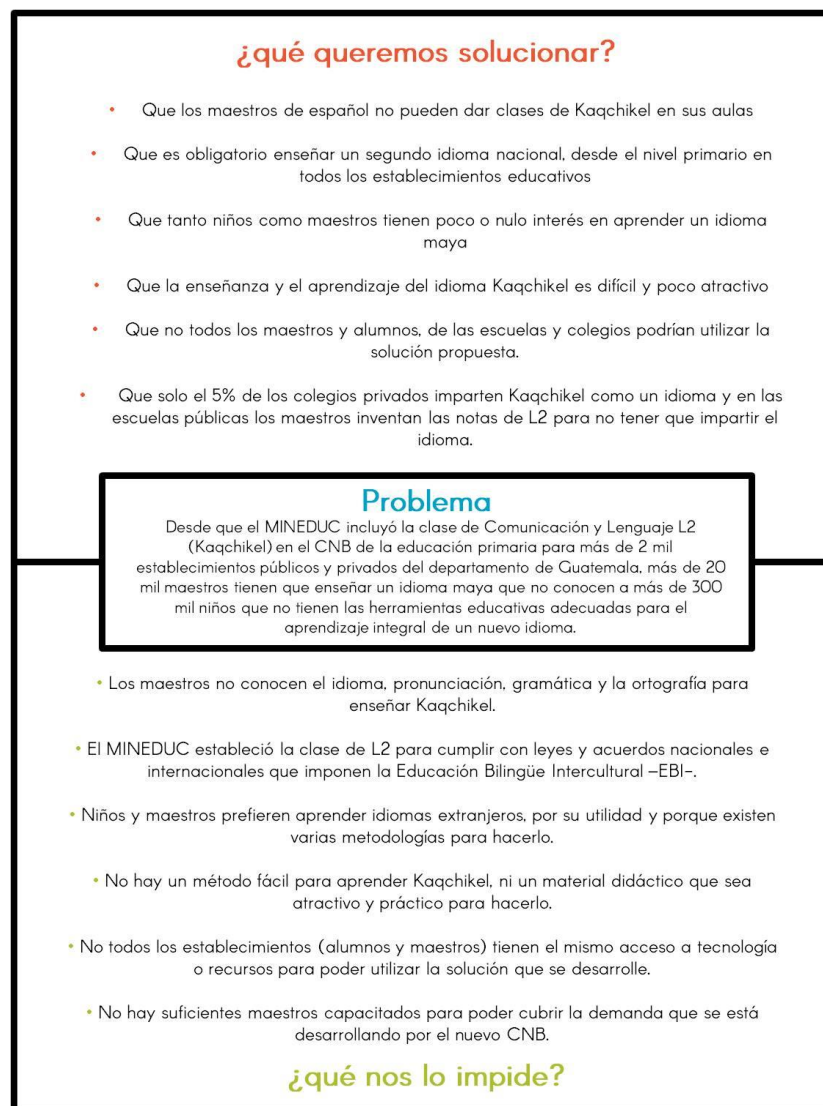 ¿qué queremos solucionar?
• Que los maestros de español no pueden dar clases de Kaqchikel en sus aulas
• Que es obligatorio enseñar un segundo idioma nacional, desde el nivel primario en
todos los establecimientos educativos
• Que tanto niños como maestros tienen poco o nulo interés en aprender un idioma
maya
• Que la enseñanza y el aprendizaje del idioma Kaqchikel es difícil y poco atractivo
• Que no todos los maestros y alumnos, de las escuelas y colegios podrían utilizar la
solución propuesta.
• Que solo el 5% de los colegios privados imparten Kaqchikel como un idioma y en las
escuelas públicas los maestros inventan las notas de L2 para no tener que impartir el
idioma.
Problema
Desde que el MINEDUC incluyó la clase de Comunicación y Lenguaje L2
(Kaqchikel) en el CNB de la educación primaria para más de 2 mil
establecimientos públicos y privados del departamento de Guatemala, más de 20
mil maestros tienen que enseñar un idioma maya que no conocen a más de 300
mil niños que no tienen las herramientas educativas adecuadas para el
aprendizaje integral de un nuevo idioma.
• Los maestros no conocen el idioma, pronunciación, gramática y la ortografía para
enseñar Kaqchikel.
• El MINEDUC estableció la clase de L2 para cumplir con leyes y acuerdos nacionales e
internacionales que imponen la Educación Bilingüe Intercultural –EBI-.
• Niños y maestros prefieren aprender idiomas extranjeros, por su utilidad y porque existen
varias metodologías para hacerlo.
• No hay un método fácil para aprender Kaqchikel, ni un material didáctico que sea
atractivo y práctico para hacerlo.
• No todos los establecimientos (alumnos y maestros) tienen el mismo acceso a tecnología
o recursos para poder utilizar la solución que se desarrolle.
• No hay suficientes maestros capacitados para poder cubrir la demanda que se está
desarrollando por el nuevo CNB.
¿qué nos lo impide?